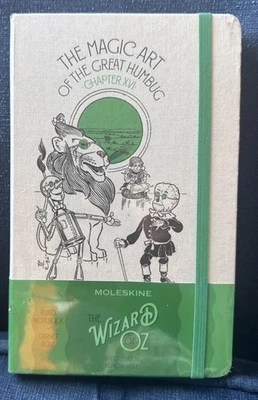 THE MAGIC ART
OF THE GREAT HUMBUG
CHAPTER XVI
MOLESKINE
THE
WIZARD
OF
OZ